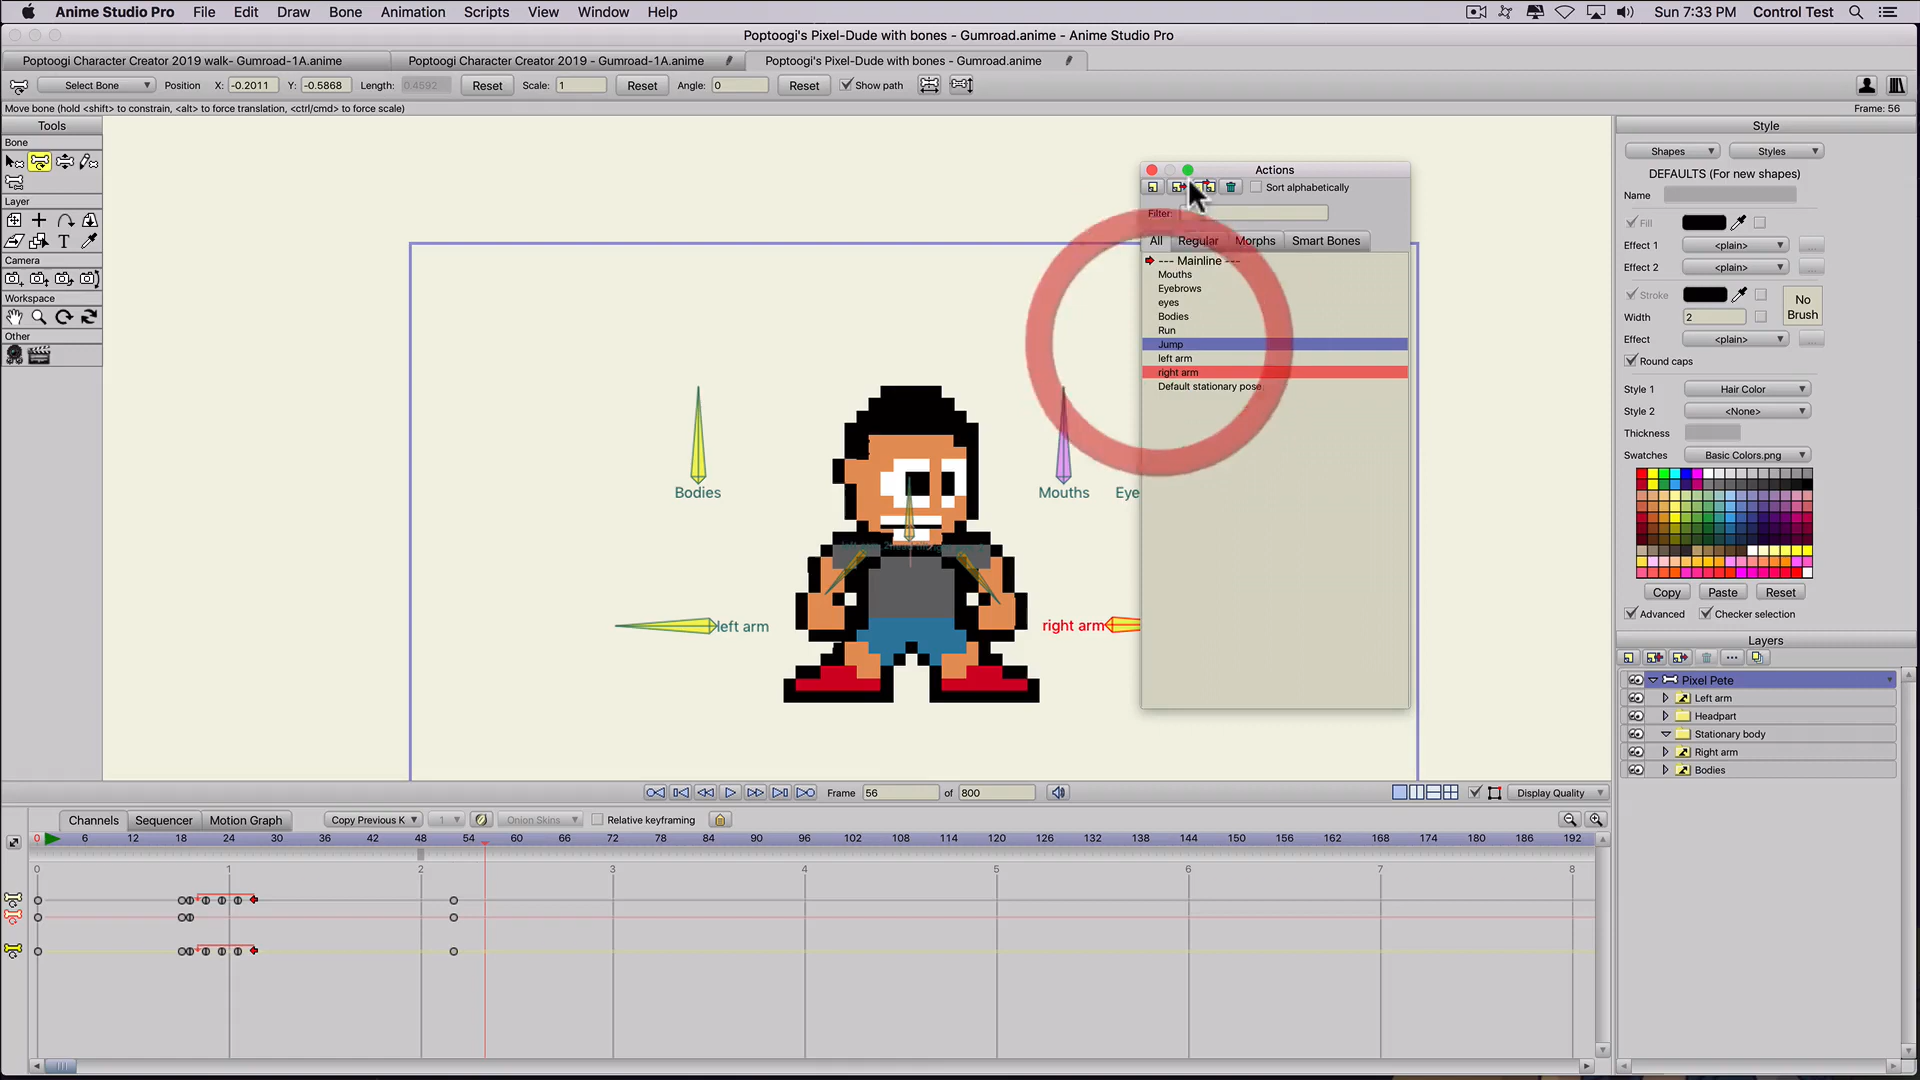 Anime Studio Pro File Edit Draw Bone Animation Scripts View Window Help Sun 7:33 PM Control Test
Poptoogi's Pixel-Dude with bones - Gumroad.anime - Anime Studio Pro
Poptoogi Character Creator 2019 walk- Gumroad-1A.anime Poptoogi Character Creator 2019 - Gumroad-1A.anime Poptoogi's Pixel-Dude with bones - Gumroad.anime
Select Bone Position X: -0.2011 Y: -0.5868 Length: 0.4592 Reset Scale: 1 Reset Angle: 0 Reset Show path
Move bone (hold <shift> to constrain, <alt> to force translation, <ctrl/cmd> to force scale) Frame: 56
Tools
Bone
Layer
Camera
Workspace
Other
Actions
Sort alphabetically
Filter:
All Regular Morphs Smart Bones
--- Mainline ---
Mouths
Eyebrows
eyes
Bodies
Run
Jump
left arm
right arm
Default stationary pose
Bodies
Mouths
Eye
left arm
right arm
Style
Shapes Styles
DEFAULTS (For new shapes)
Name
Fill
Effect 1 <plain> ...
Effect 2 <plain> ...
Stroke
No Brush
Width 2
Effect <plain> ...
Round caps
Style 1 Hair Color
Style 2 <None>
Thickness
Swatches Basic Colors.png
Copy Paste Reset
Advanced Checker selection
Layers
Pixel Pete
Left arm
Headpart
Stationary body
Right arm
Bodies
Frame 56 of 800 Display Quality
Channels Sequencer Motion Graph Copy Previous K 1 Onion Skins Relative keyframing
0 6 12 18 24 30 36 42 48 54 60 66 72 78 84 90 96 102 108 114 120 126 132 138 144 150 156 162 168 174 180 186 192
0 1 2 3 4 5 6 7 8